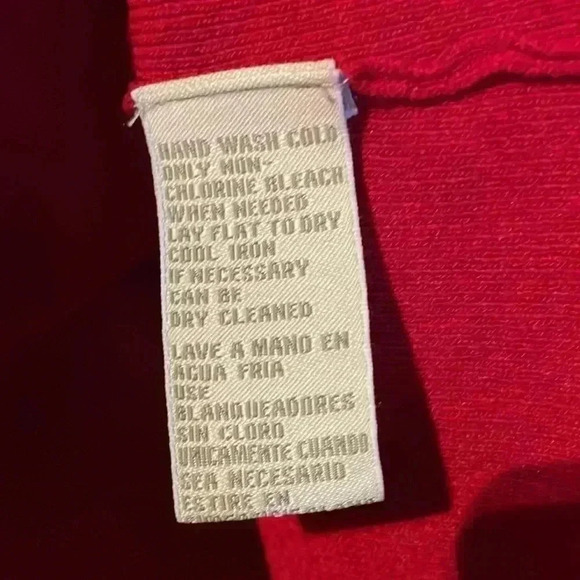 HAND WASH COLD
ONLY NON-
CHLORINE BLEACH
WHEN NEEDED
LAY FLAT TO DRY
COOL IRON
IF NECESSARY
CAN BE
DRY CLEANED
LAVE A MANO EN
AGUA FRIA
USE
BLANQUEADORES
SIN CLORO
UNICAMENTE CUANDO
SEA NECESARIO
ESTIRE EN